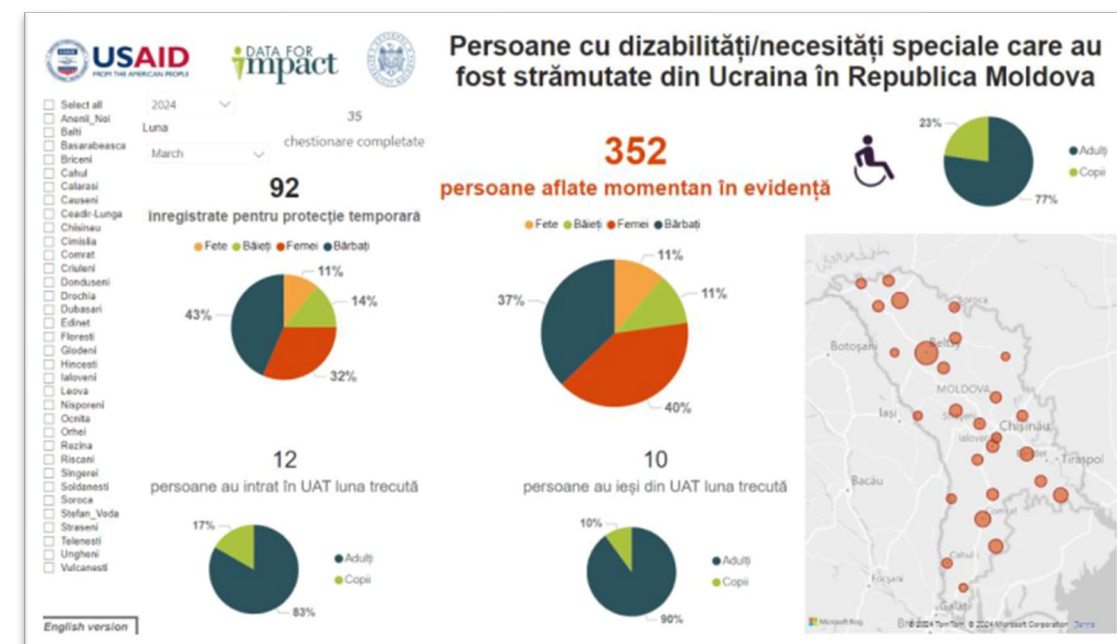 USAID
FROM THE AMERICAN PEOPLE
DATA FOR
impact
Persoane cu dizabilități/necesități speciale care au
fost strămutate din Ucraina în Republica Moldova
Select all
Anenii_Noi
Balti
Basarabeasca
Briceni
Cahul
Calarasi
Causeni
Ceadir-Lunga
Chisinau
Cimislia
Comrat
Criuleni
Donduseni
Drochia
Dubasari
Edinet
Floresti
Glodeni
Hincesti
Ialoveni
Leova
Nisporeni
Ocnita
Orhei
Rezina
Riscani
Singerei
Soldanesti
Soroca
Stefan_Voda
Straseni
Telenesti
Ungheni
Vulcanesti
English version
2024
Luna
March
35
chestionare completate
92
inregistrate pentru protecție temporară
Fete Băieți Femei Bărbați
11%
14%
32%
43%
352
persoane aflate momentan în evidență
Fete Băieți Femei Bărbați
11%
11%
40%
37%
23%
77%
Adulți
Copii
12
persoane au intrat în UAT luna trecută
17%
83%
Adulți
Copii
10
persoane au ieși din UAT luna trecută
10%
90%
Adulți
Copii
Soroca
Botoșani
MOLDOVA
Iași
Chișinău
Ialoveni
Tiraspol
Bacău
Comrat
Cahul
Focșani
Galați
Microsoft Bing
© 2024 TomTom, © 2024 Microsoft Corporation Terms